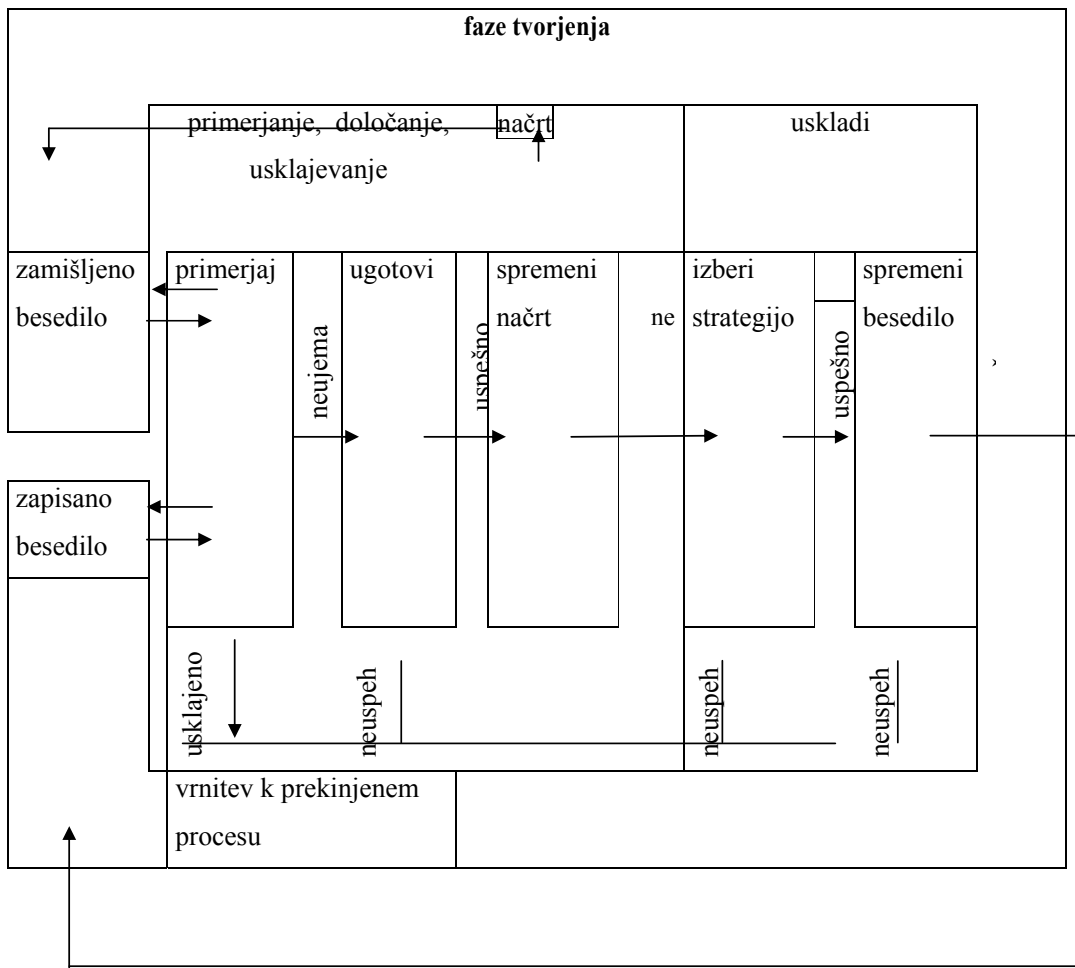 faze tvorjenja
primerjanje, določanje,
usklajevanje
načrt
uskladi
zamišljeno
besedilo
primerjaj
neujema
ugotovi
uspešno
spremeni
načrt
ne
izberi
strategijo
uspešno
spremeni
besedilo
zapisano
besedilo
usklajeno
neuspeh
neuspeh
neuspeh
vrnitev k prekinjenem
procesu